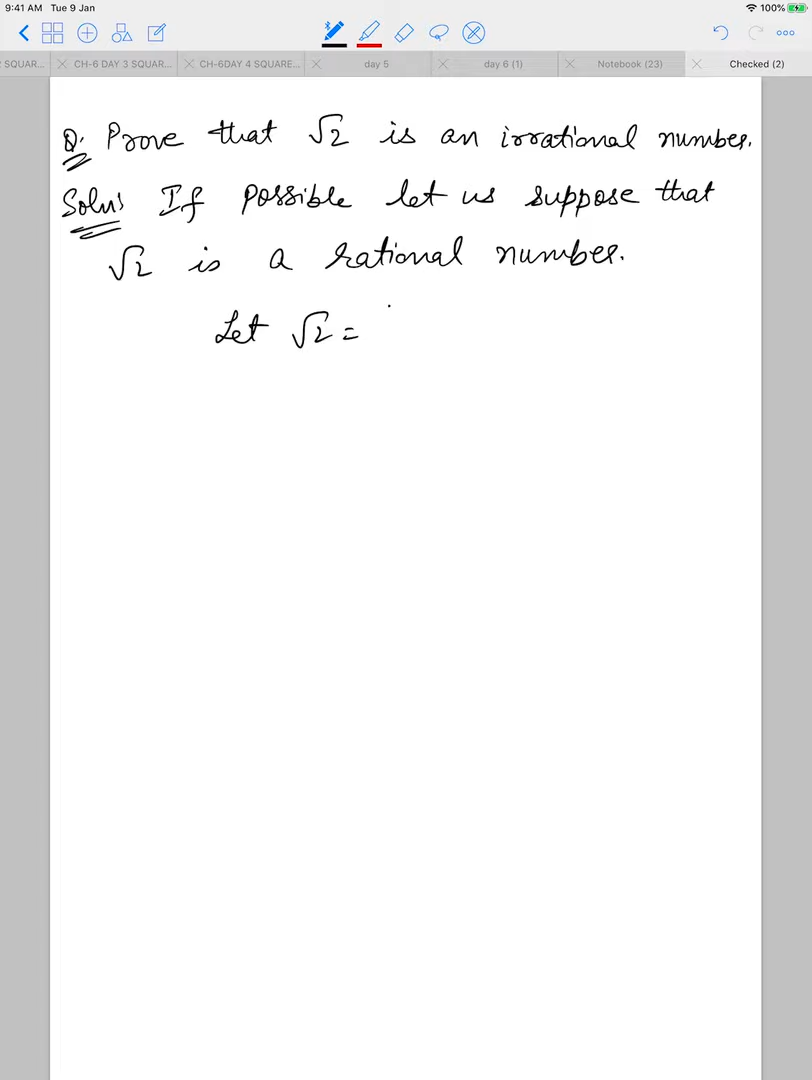 9:41 AM Tue 9 Jan
100%
SQUAR...
CH-6 DAY 3 SQUAR...
CH-6DAY 4 SQUARE...
day 5
day 6 (1)
Notebook (23)
Checked (2)
Q. Prove that √2 is an irrational number.
Soln: If possible let us suppose that
√2 is a rational number.
Let √2 =